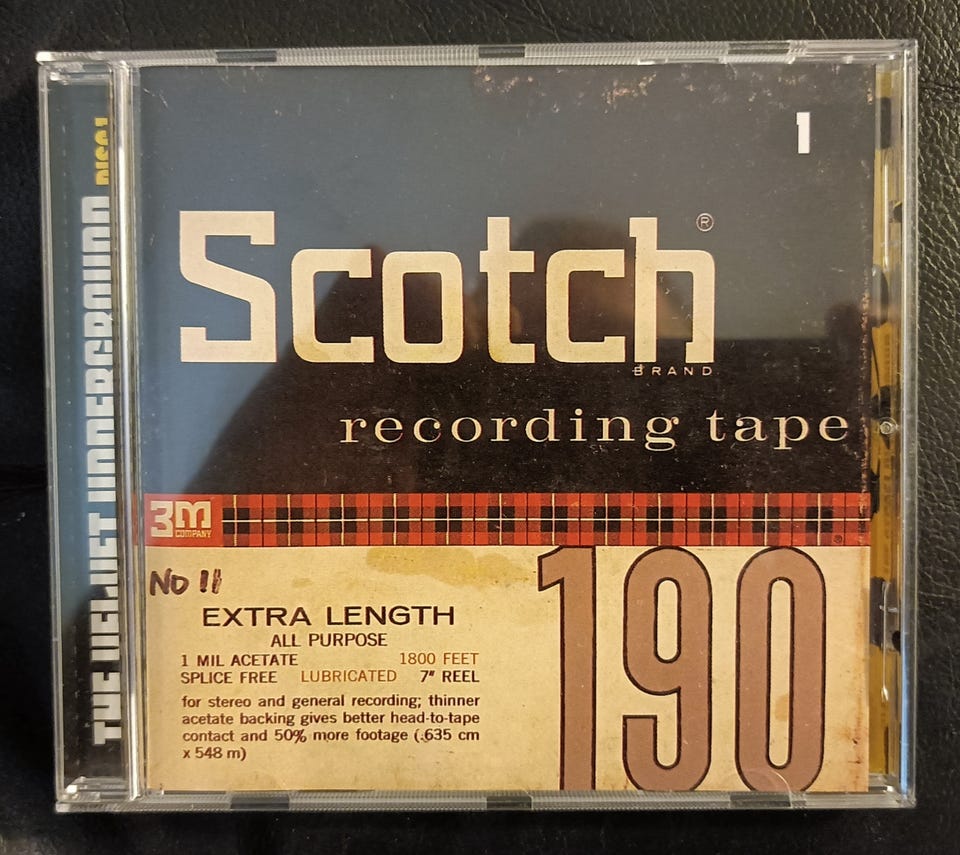 THE VELVET UNDERGROUND DISC 1
1
Scotch ®
BRAND
recording tape
3M
COMPANY
No 11
190
EXTRA LENGTH
ALL PURPOSE
1 MIL ACETATE 1800 FEET
SPLICE FREE LUBRICATED 7" REEL
for stereo and general recording; thinner
acetate backing gives better head-to-tape
contact and 50% more footage (.635 cm
x 548 m)